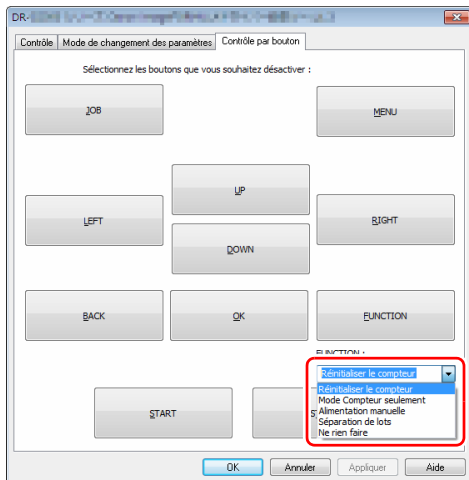 DR-
Contrôle Mode de changement des paramètres Contrôle par bouton
Sélectionnez les boutons que vous souhaitez désactiver :
JOB
MENU
UP
LEFT
RIGHT
DOWN
BACK
OK
FUNCTION
FUNCTION :
Réinitialiser le compteur
Réinitialiser le compteur
Mode Compteur seulement
Alimentation manuelle
Séparation de lots
Ne rien faire
START
OK Annuler Appliquer Aide